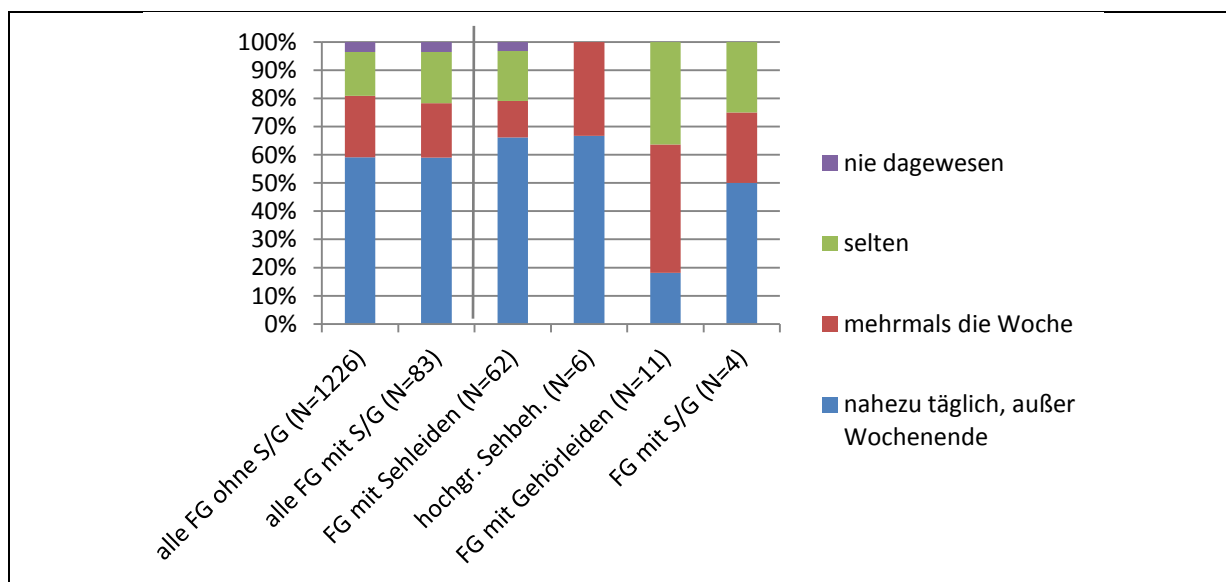 100%
90%
80%
70%
60%
50%
40%
30%
20%
10%
0%
alle FG ohne S/G (N=1226)
alle FG mit S/G (N=83)
FG mit Sehleiden (N=62)
hochgr. Sehbeh. (N=6)
FG mit Gehörleiden (N=11)
FG mit S/G (N=4)
nie dagewesen
selten
mehrmals die Woche
nahezu täglich, außer
Wochenende